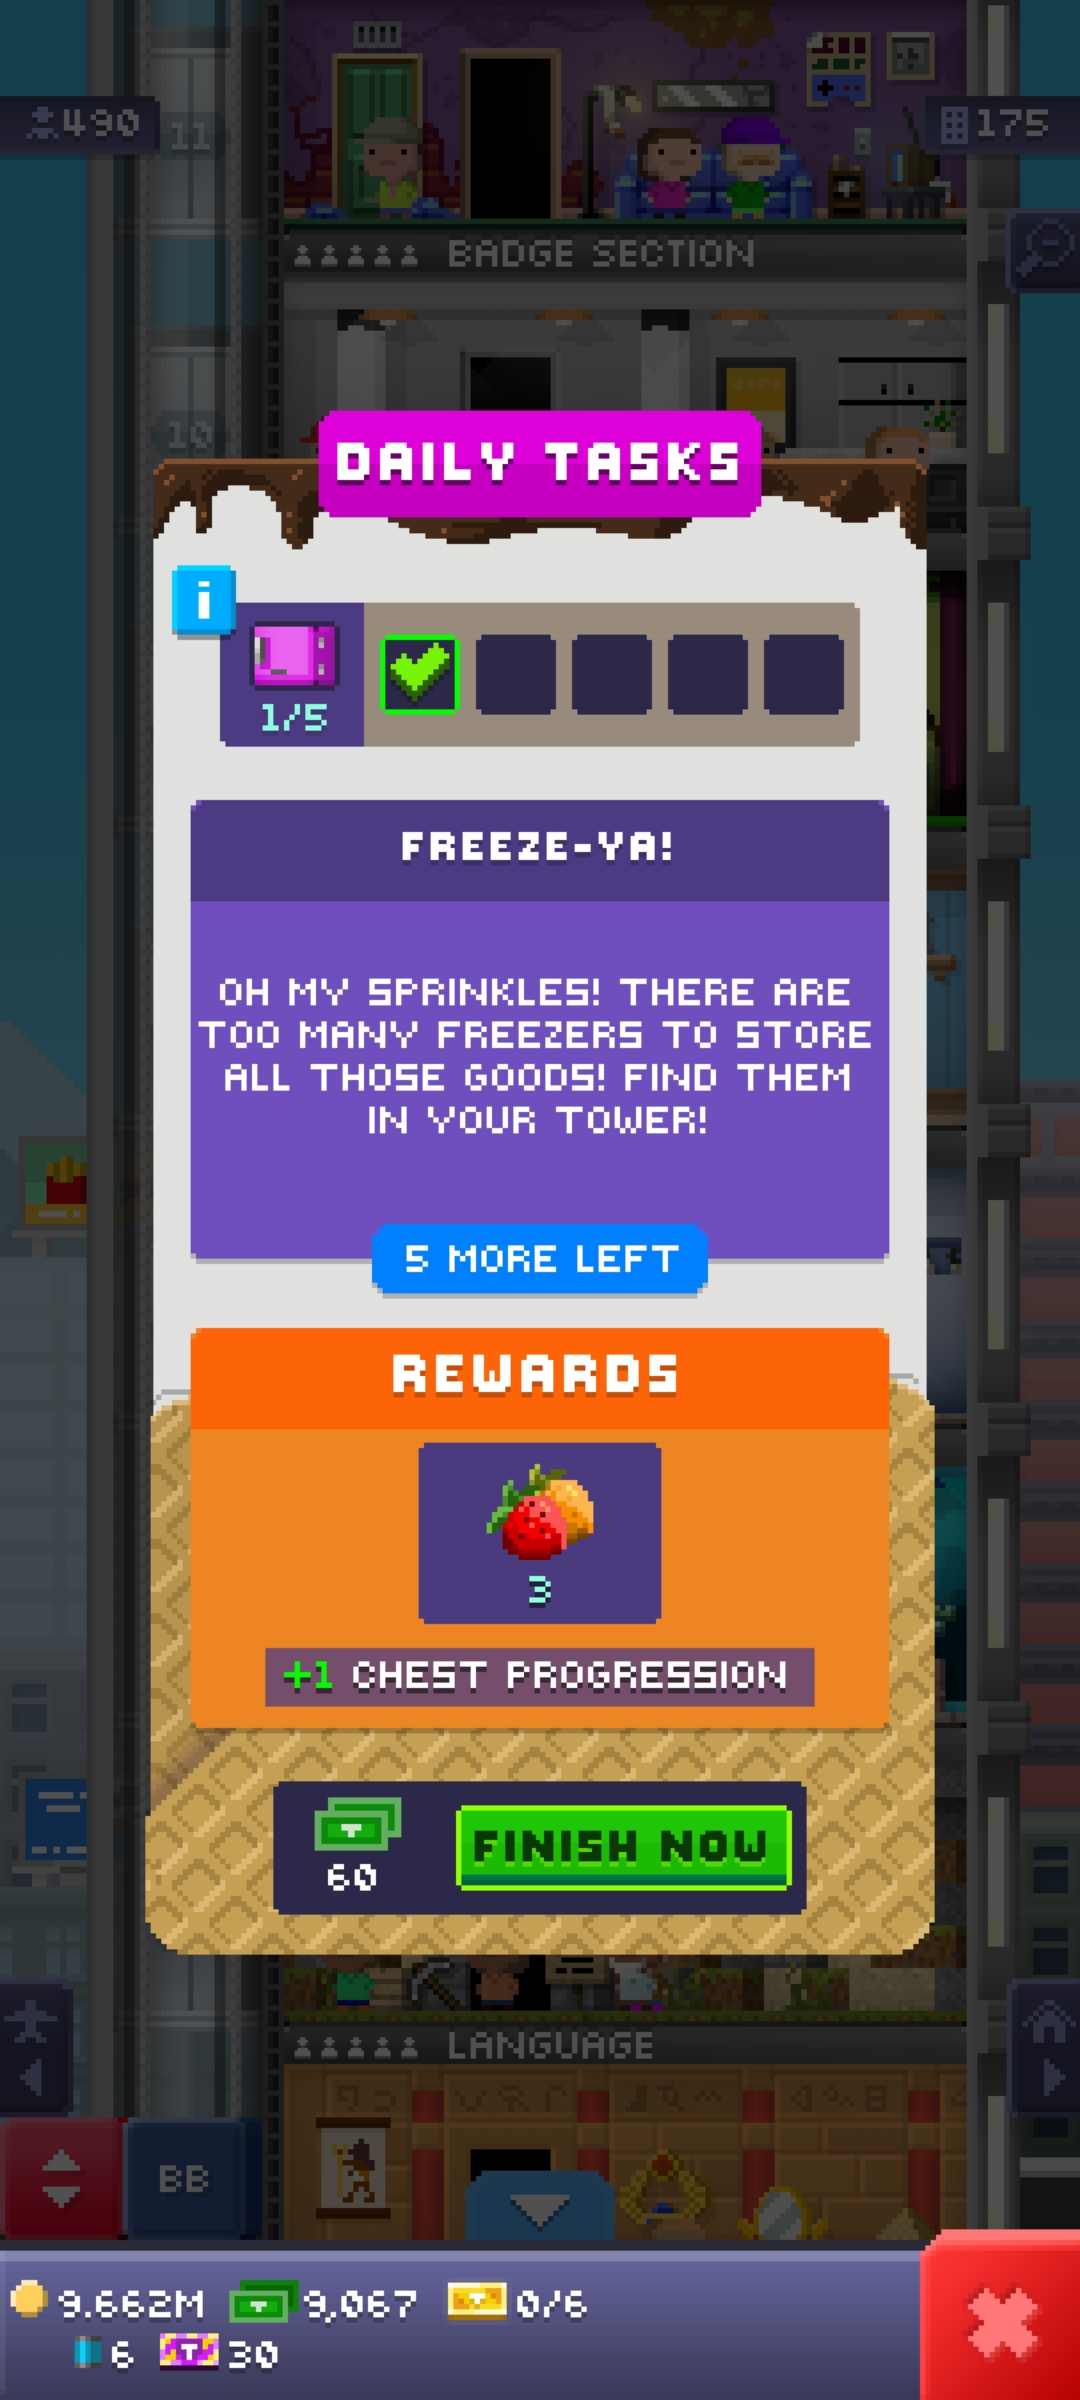 490
11
175
BADGE SECTION
10
DAILY TASKS
i
1/5
FREEZE-YA!
OH MY SPRINKLES! THERE ARE
TOO MANY FREEZERS TO STORE
ALL THOSE GOODS! FIND THEM
IN YOUR TOWER!
5 MORE LEFT
REWARDS
3
+1 CHEST PROGRESSION
60
FINISH NOW
LANGUAGE
BB
9.662M
9,067
0/6
6
T
30